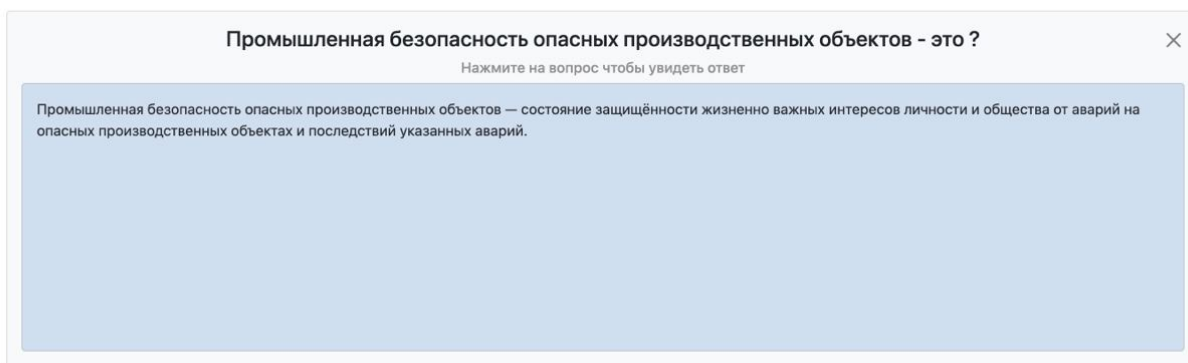 Промышленная безопасность опасных производственных объектов - это ?
Нажмите на вопрос чтобы увидеть ответ
Промышленная безопасность опасных производственных объектов — состояние защищённости жизненно важных интересов личности и общества от аварий на
опасных производственных объектах и последствий указанных аварий.